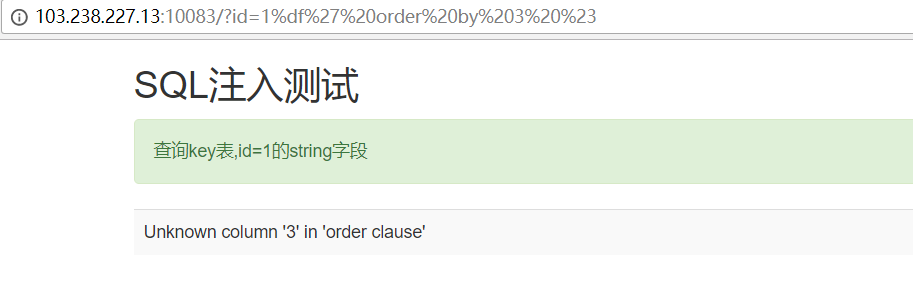 103.238.227.13:10083/?id=1%df%27%20order%20by%203%20%23
SQL注入测试
查询key表,id=1的string字段
Unknown column '3' in 'order clause'